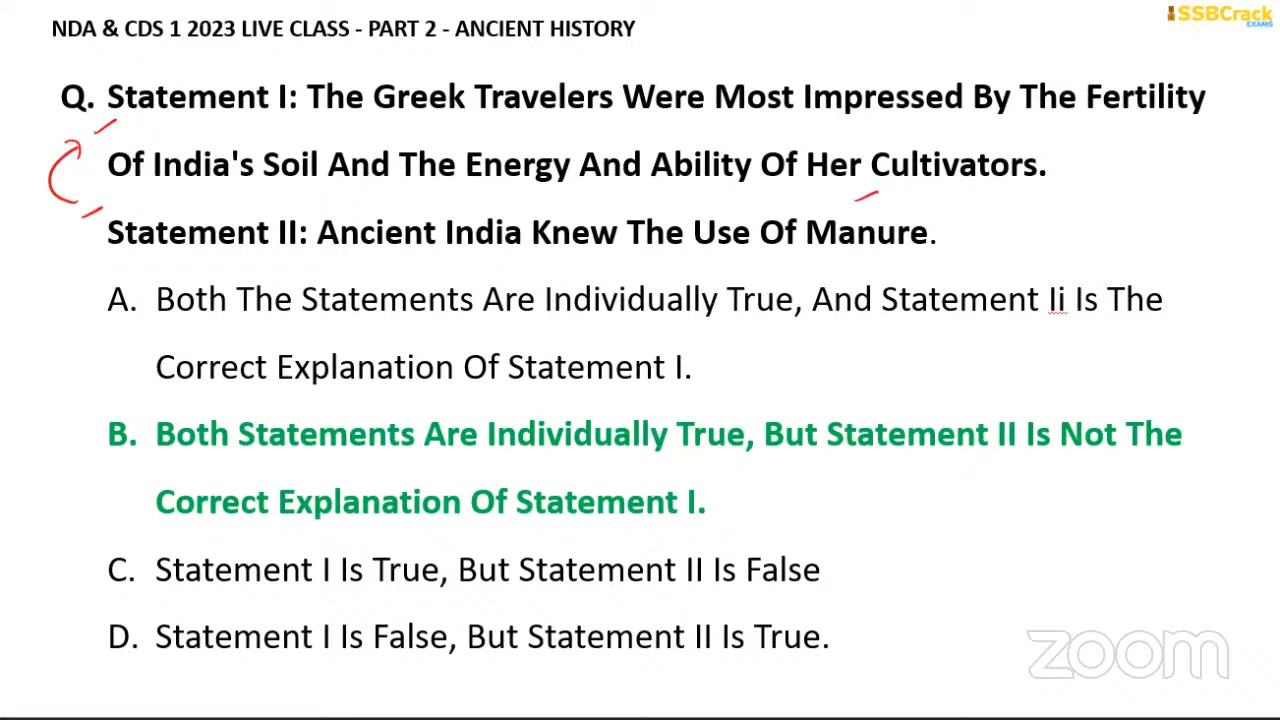 NDA & CDS 1 2023 LIVE CLASS - PART 2 - ANCIENT HISTORY
SSBCrack
EXAMS
Q. Statement I: The Greek Travelers Were Most Impressed By The Fertility
Of India's Soil And The Energy And Ability Of Her Cultivators.
Statement II: Ancient India Knew The Use Of Manure.
A. Both The Statements Are Individually True, And Statement Ii Is The
Correct Explanation Of Statement I.
B. Both Statements Are Individually True, But Statement II Is Not The
Correct Explanation Of Statement I.
C. Statement I Is True, But Statement II Is False
D. Statement I Is False, But Statement II Is True.
zoom